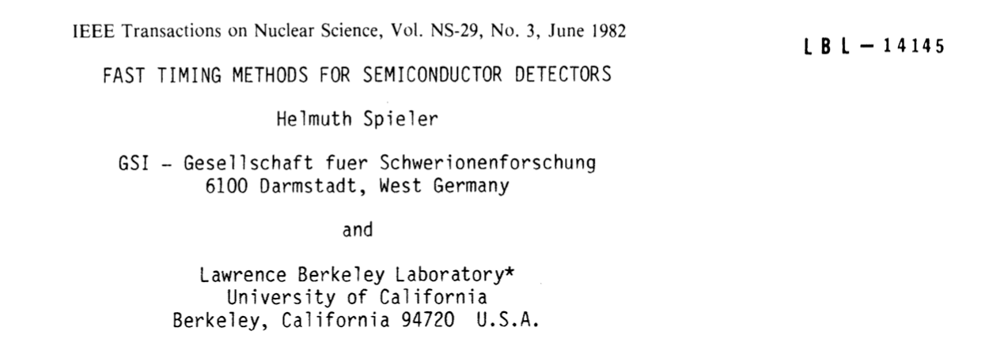 IEEE Transactions on Nuclear Science, Vol. NS-29, No. 3, June 1982
LBL-14145
FAST TIMING METHODS FOR SEMICONDUCTOR DETECTORS
Helmuth Spieler
GSI - Gesellschaft fuer Schwerionenforschung
6100 Darmstadt, West Germany
and
Lawrence Berkeley Laboratory*
University of California
Berkeley, California 94720 U.S.A.